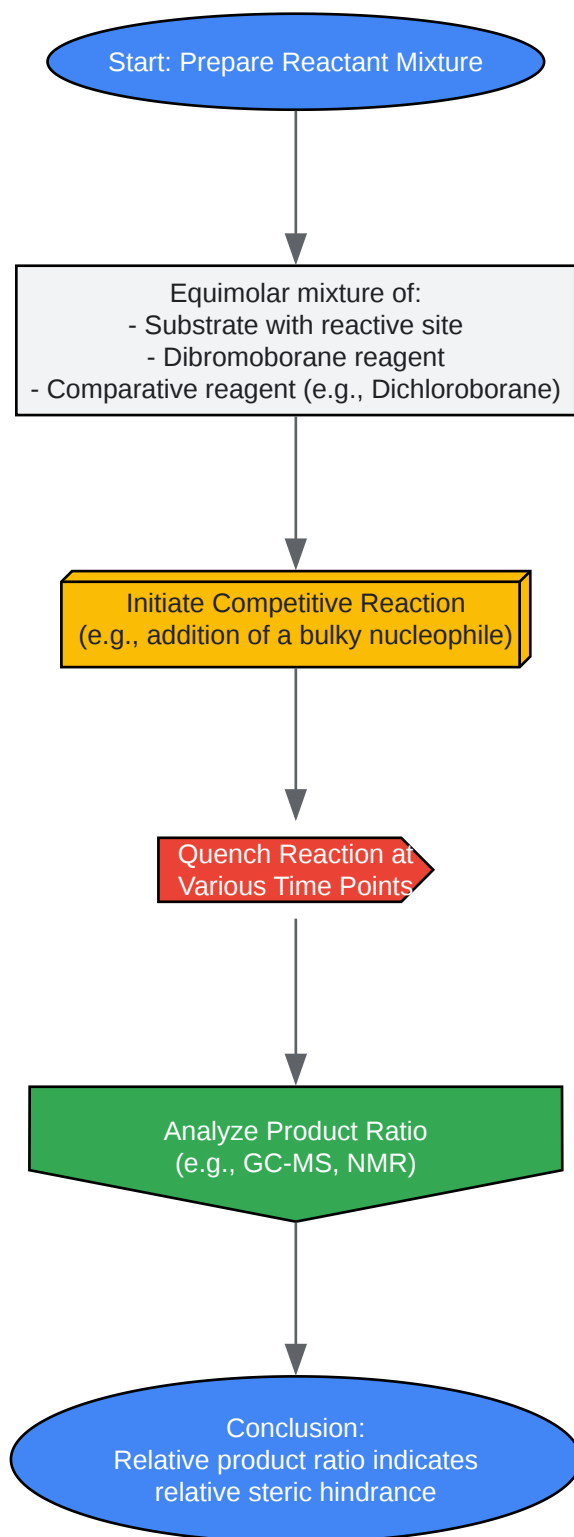 Start: Prepare Reactant Mixture
Equimolar mixture of:
- Substrate with reactive site
- Dibromoborane reagent
- Comparative reagent (e.g., Dichloroborane)
Initiate Competitive Reaction
(e.g., addition of a bulky nucleophile)
Quench Reaction at
Various Time Points
Analyze Product Ratio
(e.g., GC-MS, NMR)
Conclusion:
Relative product ratio indicates
relative steric hindrance